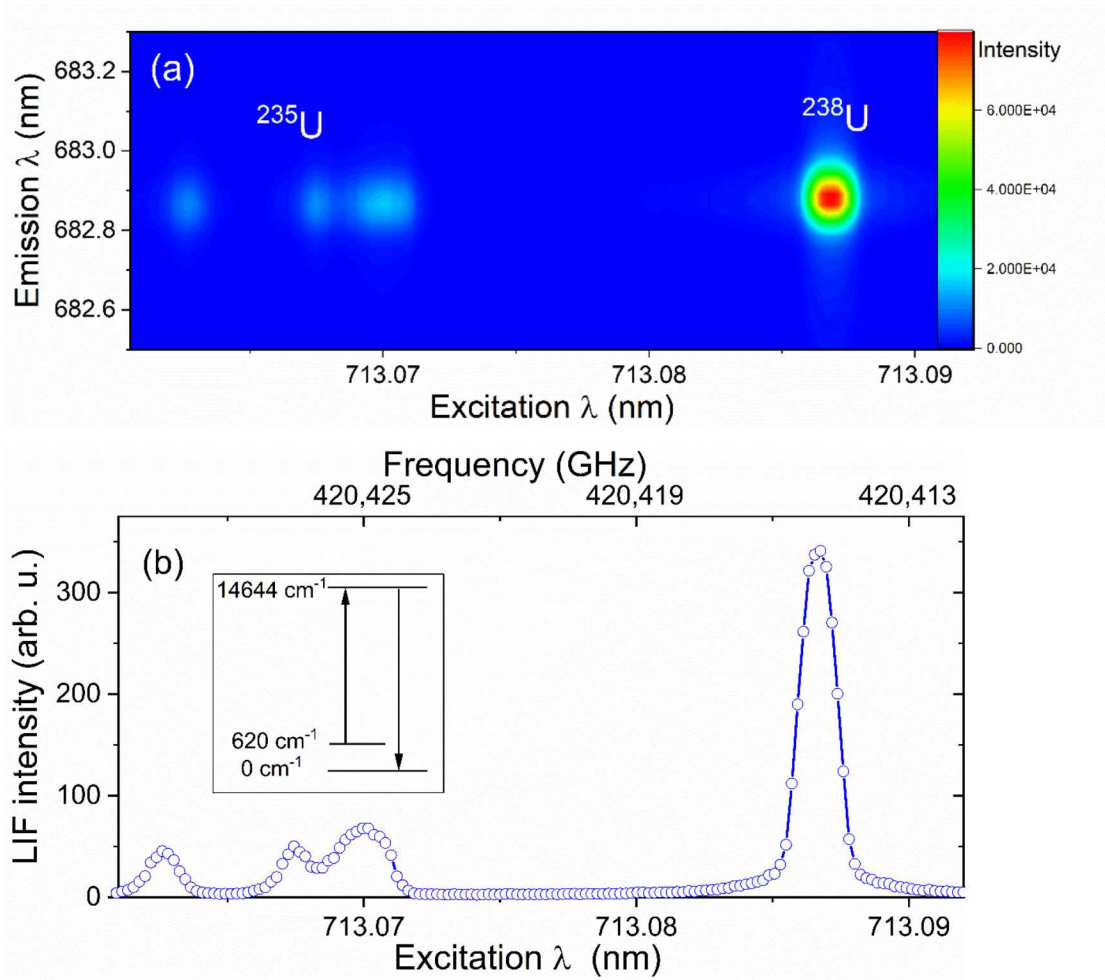 (a)
235U
238U
Intensity
6.000E+04
4.000E+04
2.000E+04
0.000
683.2
683.0
682.8
682.6
Emission λ (nm)
713.07
713.08
713.09
Excitation λ (nm)
Frequency (GHz)
420,425
420,419
420,413
(b)
14644 cm-1
620 cm-1
0 cm-1
300
200
100
0
LIF intensity (arb. u.)
713.07
713.08
713.09
Excitation λ (nm)